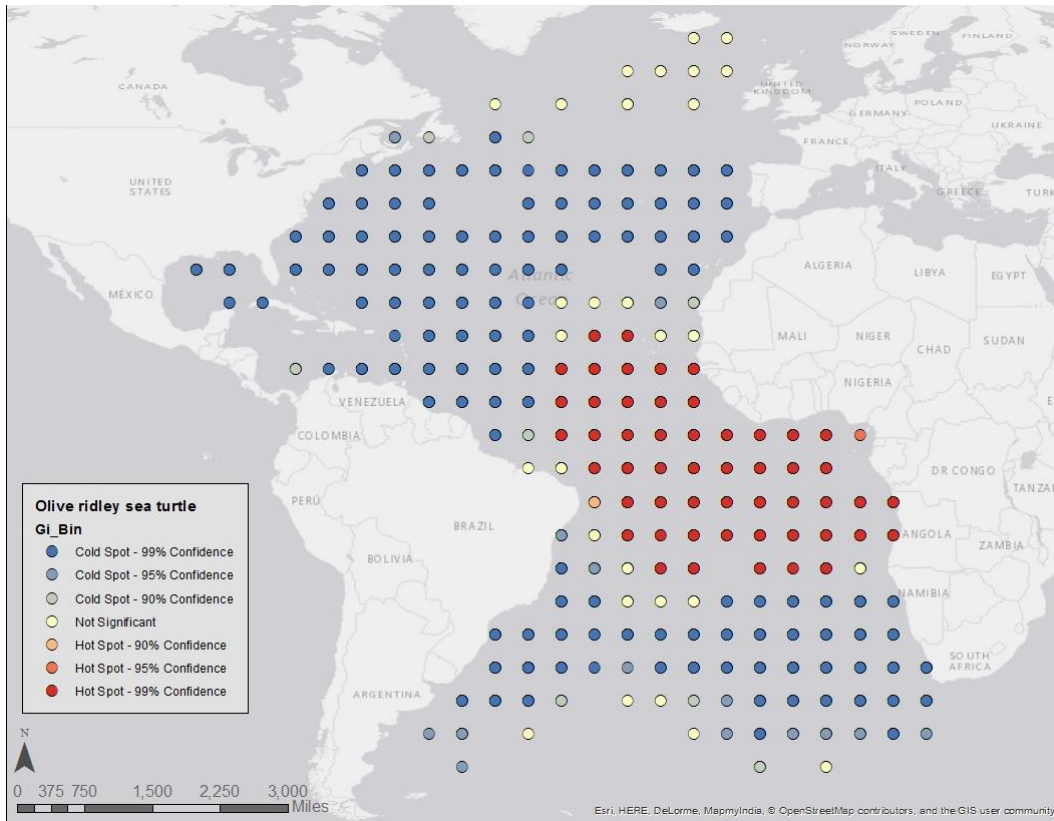 SWEDEN
FINLAND
NORWAY
CANADA
UNITED
KINGDOM
POLAND
GERMANY
UKRAINE
FRANCE
ITALY
UNITED
STATES
GREECE
TURK
Atlantic
Ocean
ALGERIA
LIBYA
EGYPT
MÉXICO
MALI
NIGER
SUDAN
CHAD
NIGERIA
VENEZUELA
COLOMBIA
DR CONGO
TANZAN
PERÚ
BRAZIL
ANGOLA
ZAMBIA
BOLIVIA
NAMIBIA
SOUTH
AFRICA
ARGENTINA
Olive ridley sea turtle
Gi_Bin
Cold Spot - 99% Confidence
Cold Spot - 95% Confidence
Cold Spot - 90% Confidence
Not Significant
Hot Spot - 90% Confidence
Hot Spot - 95% Confidence
Hot Spot - 99% Confidence
N
0 375 750 1,500 2,250 3,000
Miles
Esri, HERE, DeLorme, MapmyIndia, © OpenStreetMap contributors, and the GIS user community